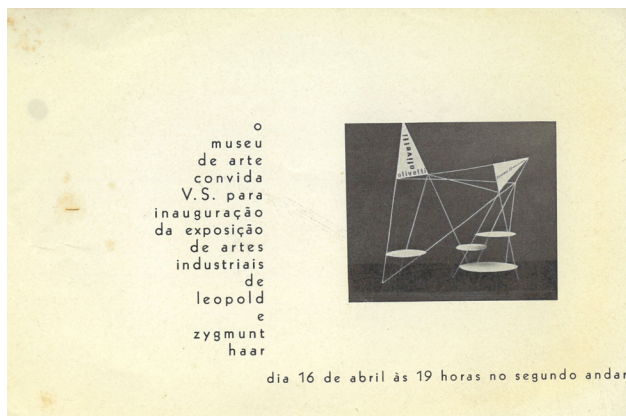 o
museu
de arte
convida
V.S. para
inauguração
da exposição
de artes
industriais
de
leopold
e
zygmunt
haar
olivetti
olivetti
dia 16 de abril às 19 horas no segundo andar